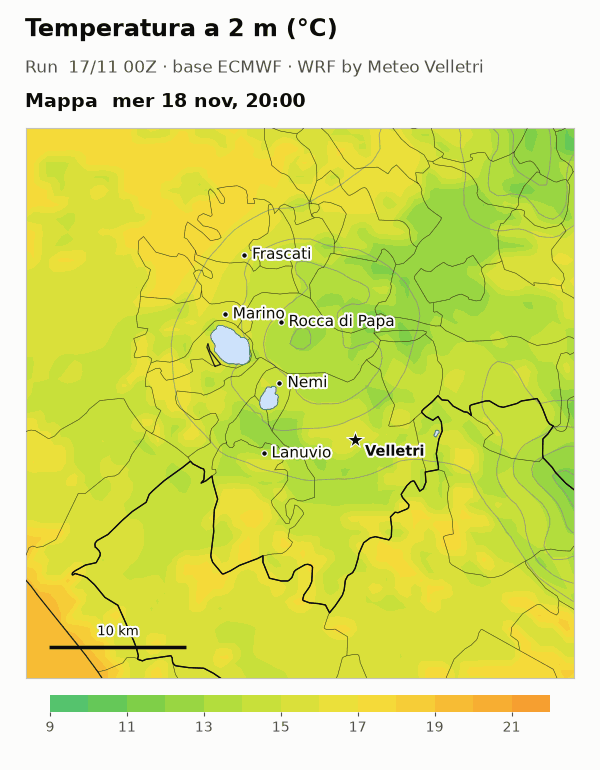 Temperatura a 2 m (°C)
Run  17/11 00Z · base ECMWF · WRF by Meteo Velletri
Mappa  mer 18 nov, 20:00
Frascati
Marino
Rocca di Papa
Nemi
Velletri
Lanuvio
10 km
9 11 13 15 17 19 21